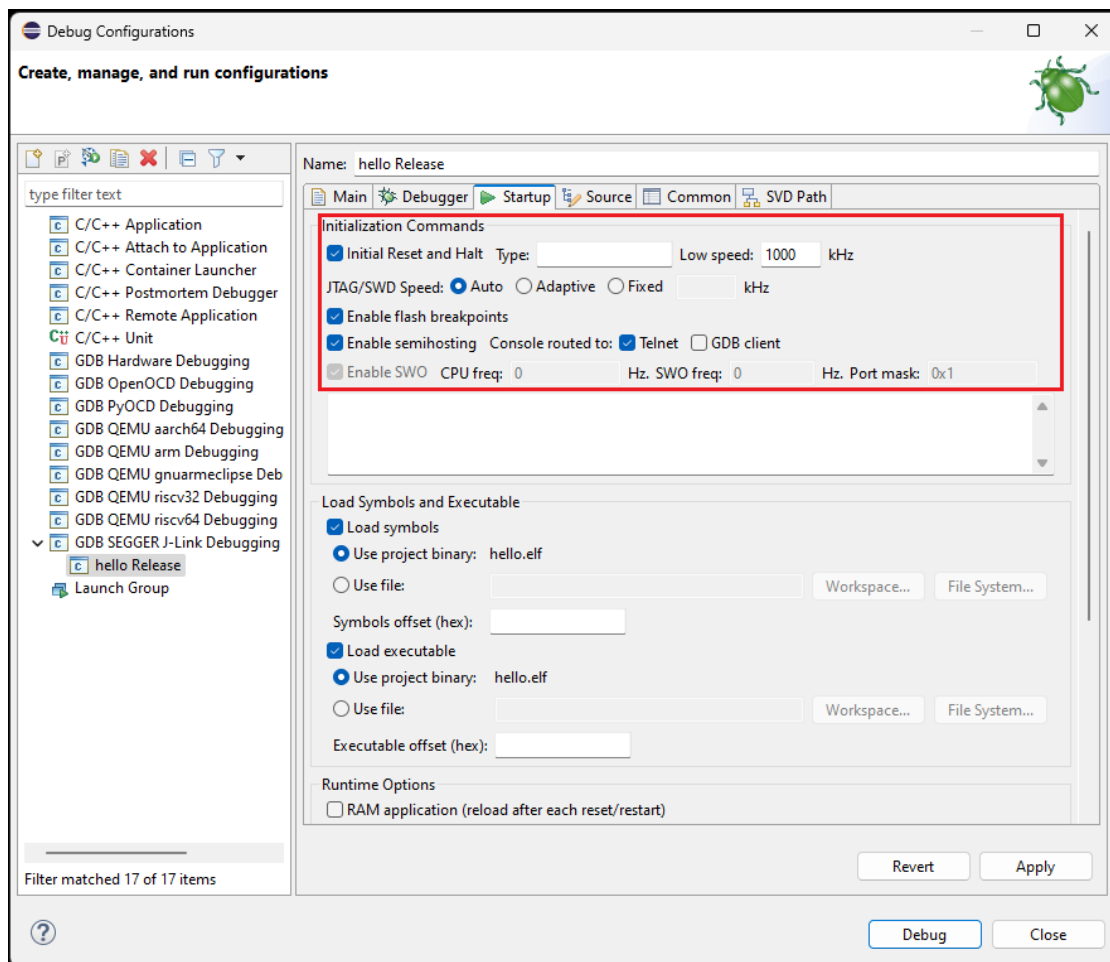 Debug Configurations
Create, manage, and run configurations
type filter text
C/C++ Application
C/C++ Attach to Application
C/C++ Container Launcher
C/C++ Postmortem Debugger
C/C++ Remote Application
C/C++ Unit
GDB Hardware Debugging
GDB OpenOCD Debugging
GDB PyOCD Debugging
GDB QEMU aarch64 Debugging
GDB QEMU arm Debugging
GDB QEMU gnuarmeclipse Deb
GDB QEMU riscv32 Debugging
GDB QEMU riscv64 Debugging
GDB SEGGER J-Link Debugging
hello Release
Launch Group
Filter matched 17 of 17 items
Name: hello Release
Main Debugger Startup Source Common SVD Path
Initialization Commands
Initial Reset and Halt Type: Low speed: 1000 kHz
JTAG/SWD Speed: Auto Adaptive Fixed kHz
Enable flash breakpoints
Enable semihosting Console routed to: Telnet GDB client
Enable SWO CPU freq: 0 Hz. SWO freq: 0 Hz. Port mask: 0x1
Load Symbols and Executable
Load symbols
Use project binary: hello.elf
Use file: Workspace... File System...
Symbols offset (hex):
Load executable
Use project binary: hello.elf
Use file: Workspace... File System...
Executable offset (hex):
Runtime Options
RAM application (reload after each reset/restart)
Revert Apply
? Debug Close